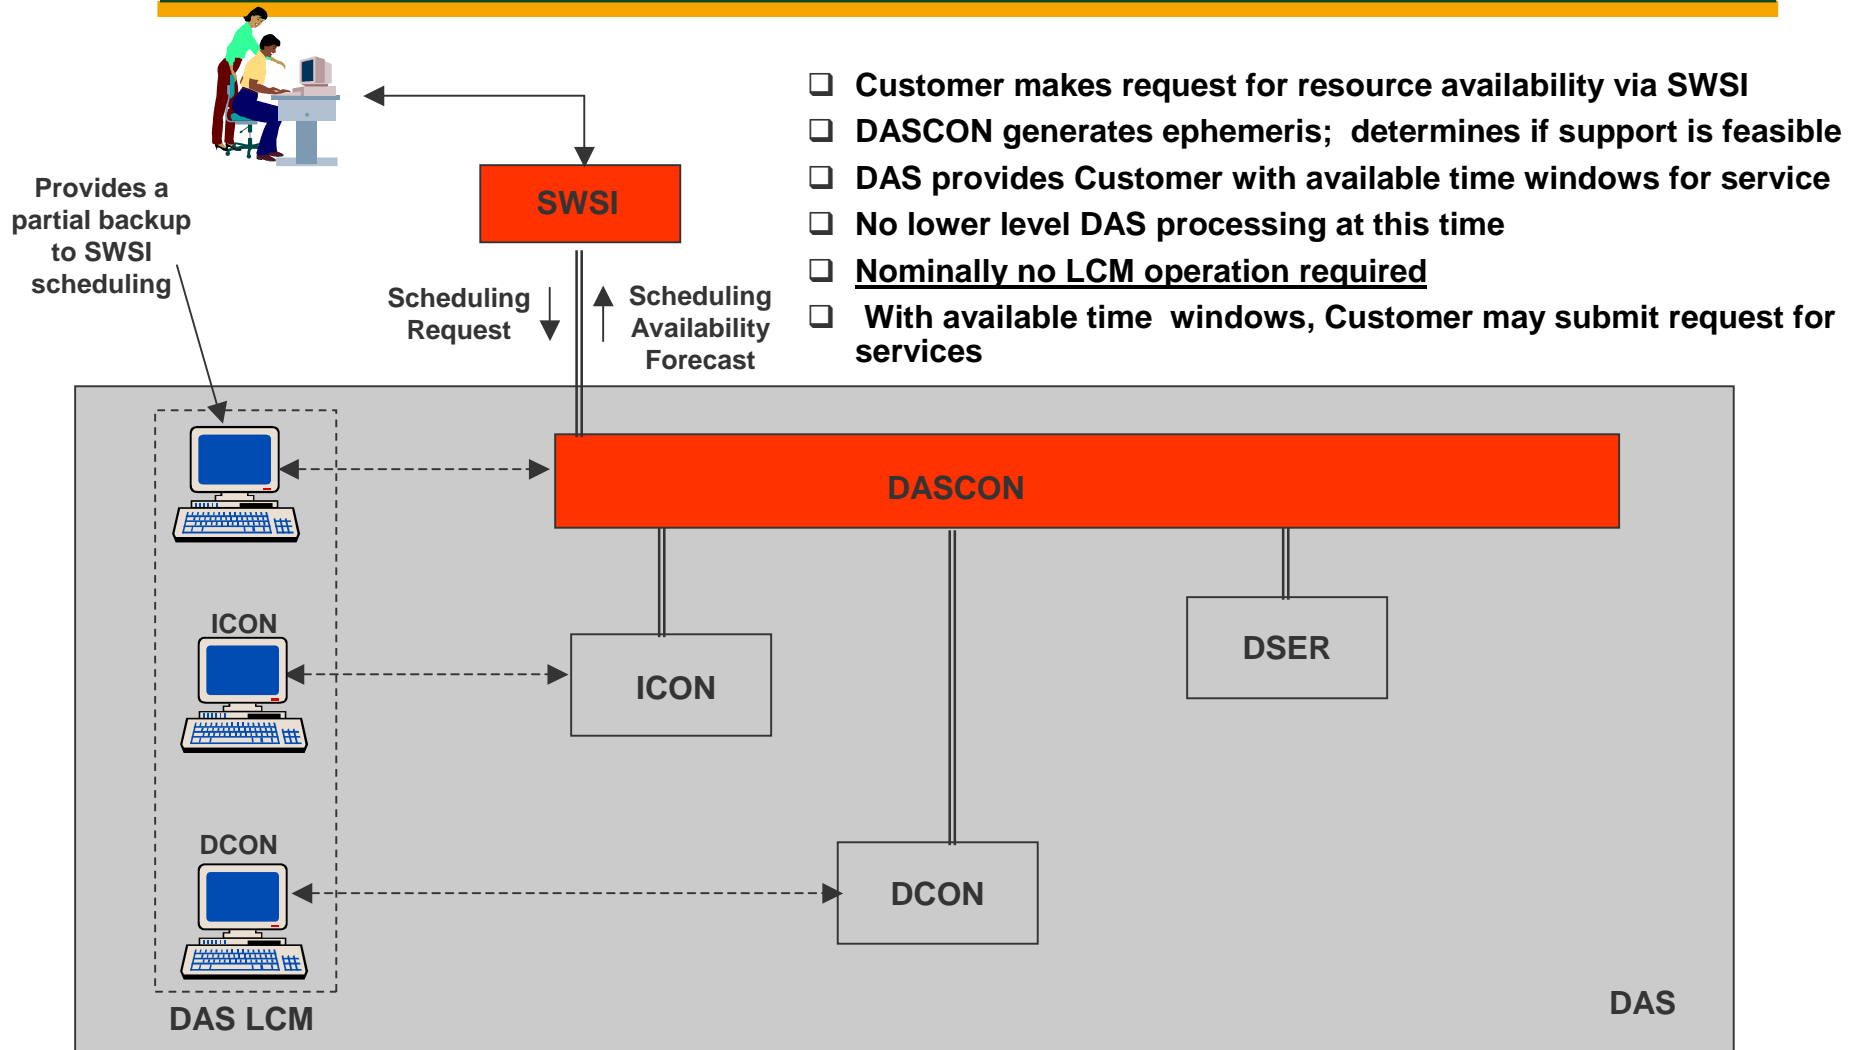 ❑ Customer makes request for resource availability via SWSI
❑ DASCON generates ephemeris; determines if support is feasible
❑ DAS provides Customer with available time windows for service
❑ No lower level DAS processing at this time
❑ Nominally no LCM operation required
❑ With available time windows, Customer may submit request for
services
Provides a
partial backup
to SWSI
scheduling
SWSI
Scheduling
Request
Scheduling
Availability
Forecast
DASCON
ICON
ICON
DSER
DCON
DCON
DAS LCM
DAS